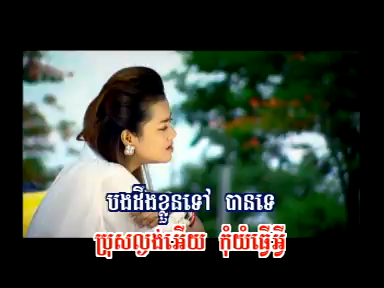 បងដឹងខ្លួនទៅ បានទេ
ប្រុសល្ងង់អើយ កុំយំធ្វើអ្វី